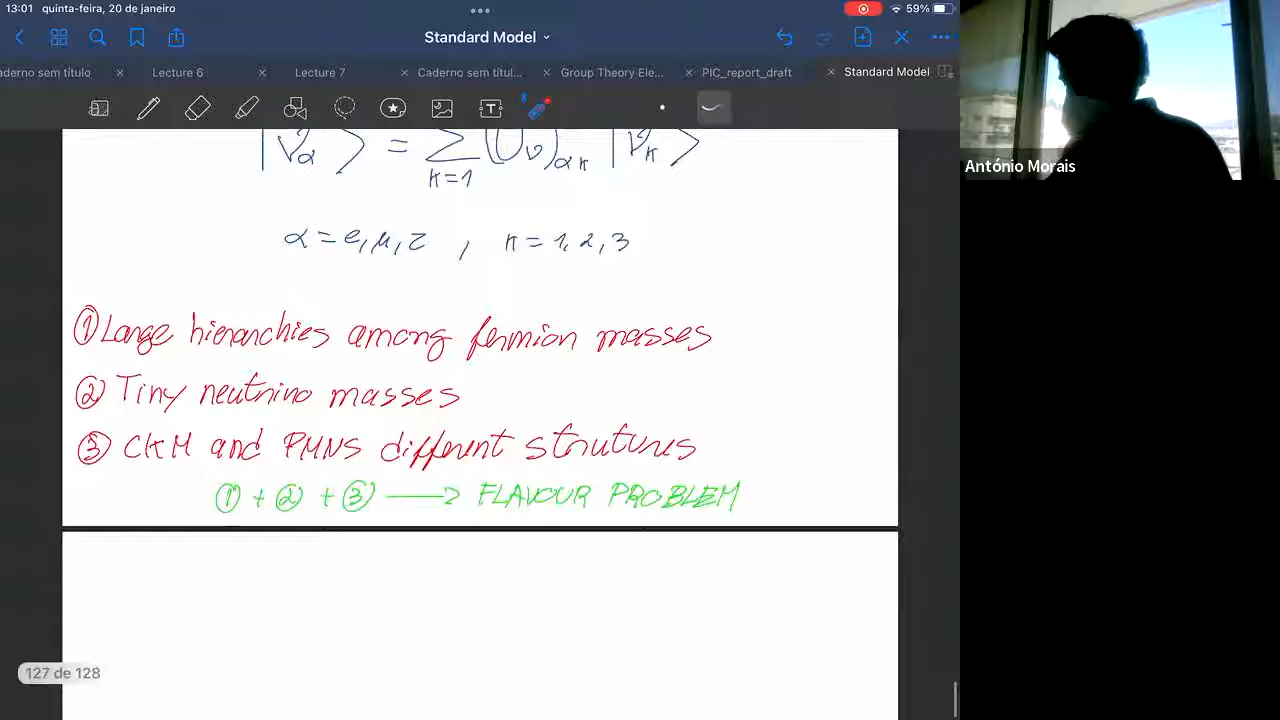 13:01 quinta-feira, 20 de janeiro
59%
Standard Model
aderno sem título
Lecture 6
Lecture 7
Caderno sem títul...
Group Theory Ele...
PIC_report_draft
Standard Model
António Morais
|ν_α⟩ = Σ_{k=1} (U_ν)_{αk} |ν_k⟩
α = e, μ, τ , k = 1, 2, 3
① Large hierarchies among fermion masses
② Tiny neutrino masses
③ CKM and PMNS different strutures
① + ② + ③ ⟶ FLAVOUR PROBLEM
127 de 128